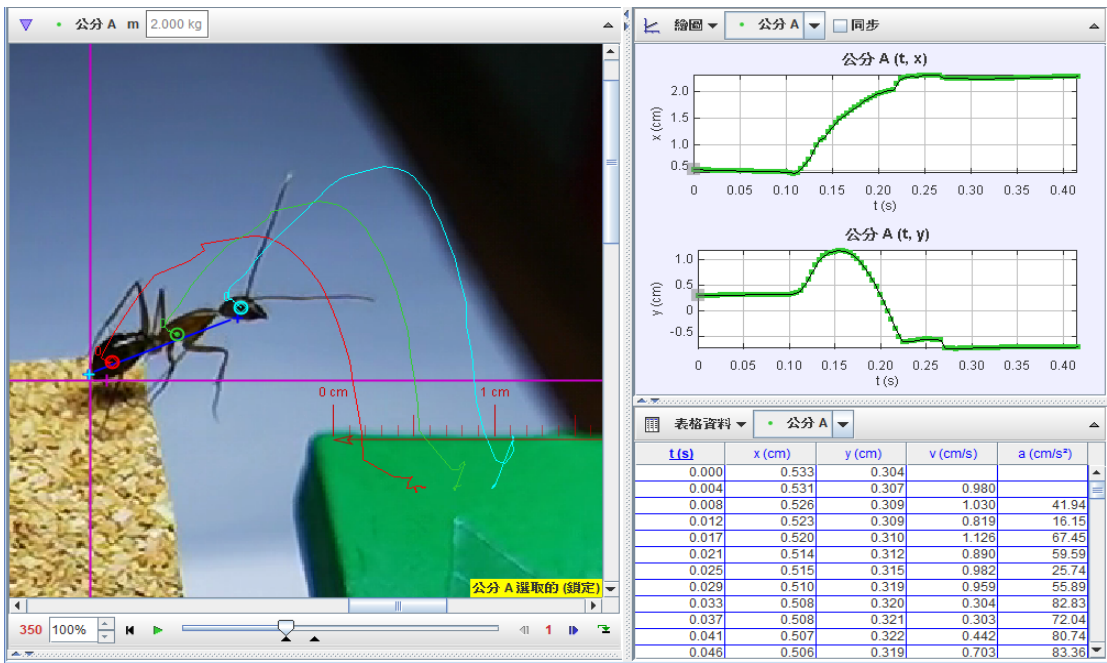 公分 A m 2.000 kg
0 cm 1 cm
公分 A 選取的 (鎖定)
350 100% 1
繪圖 公分 A 同步
公分 A (t, x)
x (cm)
2.0
1.5
1.0
0.5
0 0.05 0.10 0.15 0.20 0.25 0.30 0.35 0.40
t (s)
公分 A (t, y)
y (cm)
1.0
0.5
0
-0.5
0 0.05 0.10 0.15 0.20 0.25 0.30 0.35 0.40
t (s)
表格資料 公分 A
t (s) x (cm) y (cm) v (cm/s) a (cm/s²)
0.000 0.533 0.304
0.004 0.531 0.307 0.980
0.008 0.526 0.309 1.030 41.94
0.012 0.523 0.309 0.819 16.15
0.017 0.520 0.310 1.126 67.45
0.021 0.514 0.312 0.890 59.59
0.025 0.515 0.315 0.982 25.74
0.029 0.510 0.319 0.959 55.89
0.033 0.508 0.320 0.304 82.83
0.037 0.508 0.321 0.303 72.04
0.041 0.507 0.322 0.442 80.74
0.046 0.506 0.319 0.703 83.36